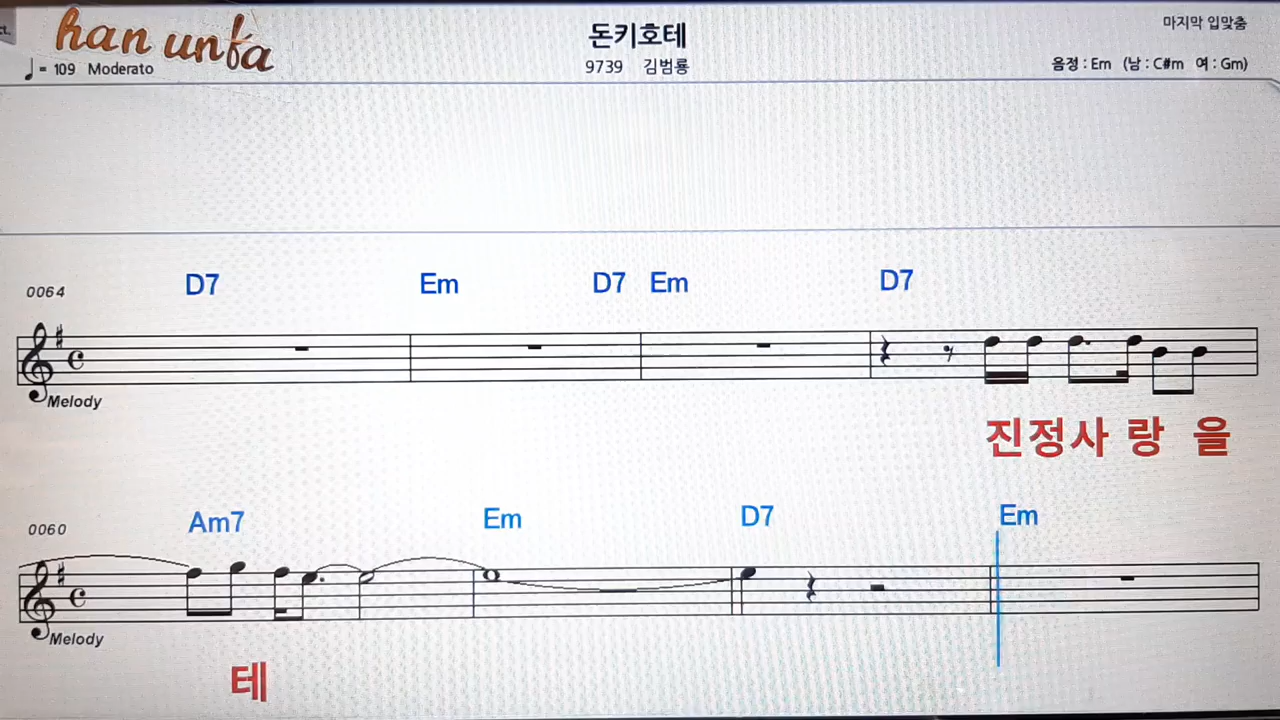 ct.
han unfa
♩ = 109 Moderato
돈키호테
9739 김범룡
마지막 입맞춤
음정 : Em (남 : C#m 여 : Gm)
0064
D7 Em D7 Em D7
Melody
진정사 랑 을
0060
Am7 Em D7 Em
Melody
테